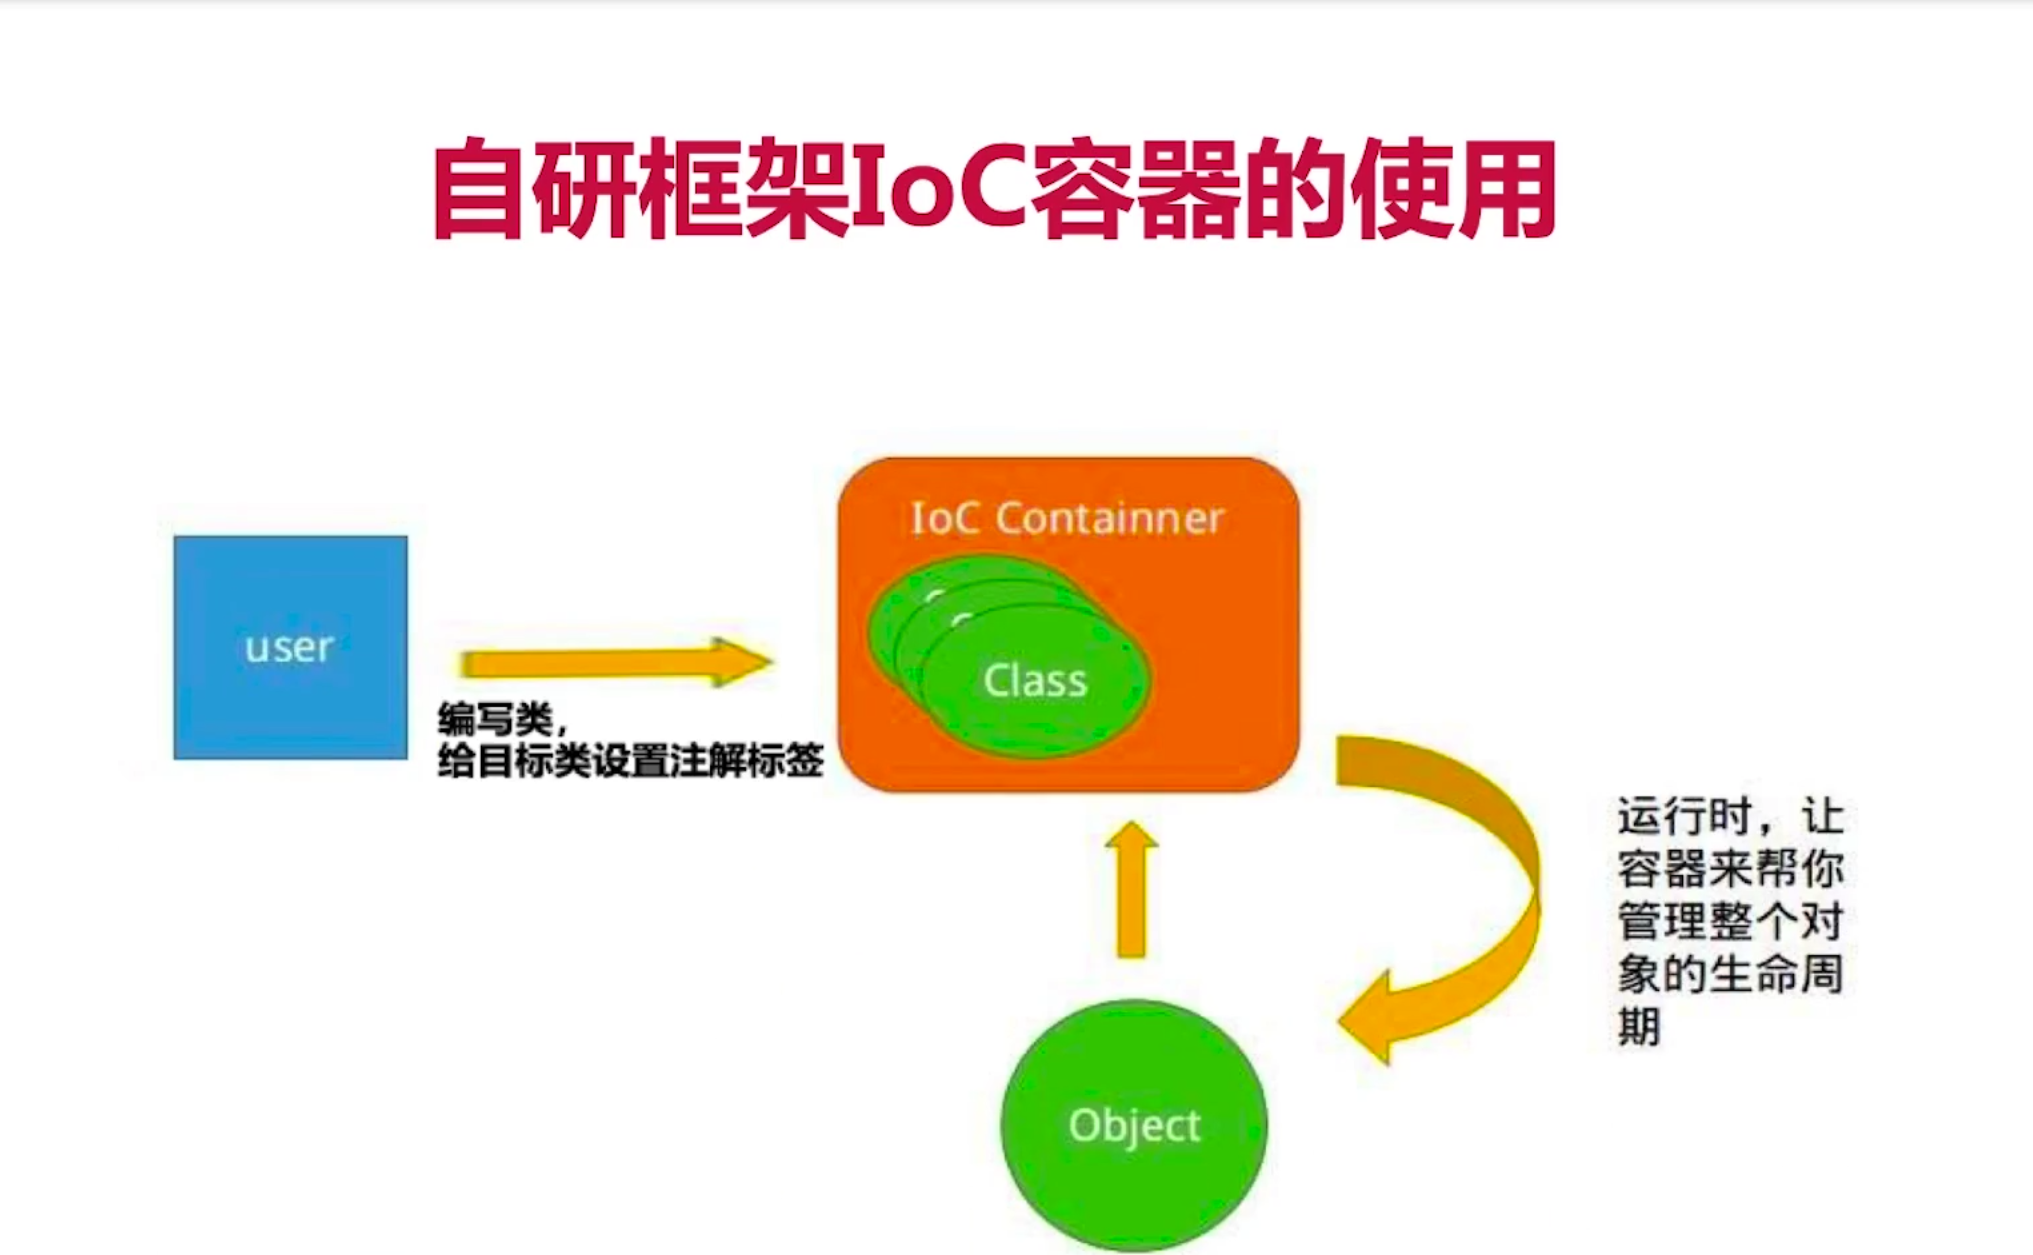 自研框架IoC容器的使用
IoC Containner
user
Class
编写类，
给目标类设置注解标签
运行时，让
容器来帮你
管理整个对
象的生命周
期
Object